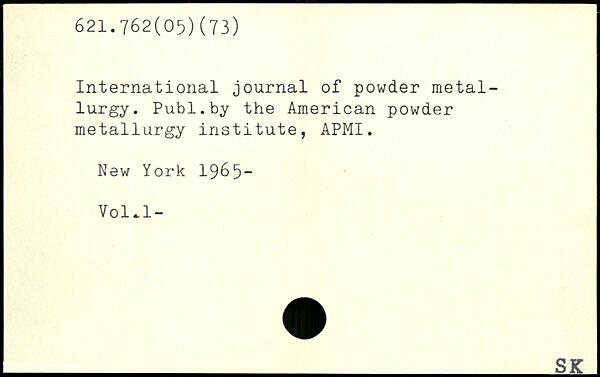 621.762(05)(73)
International journal of powder metal-
lurgy. Publ.by the American powder
metallurgy institute, APMI.
New York 1965-
Vol.1-
SK